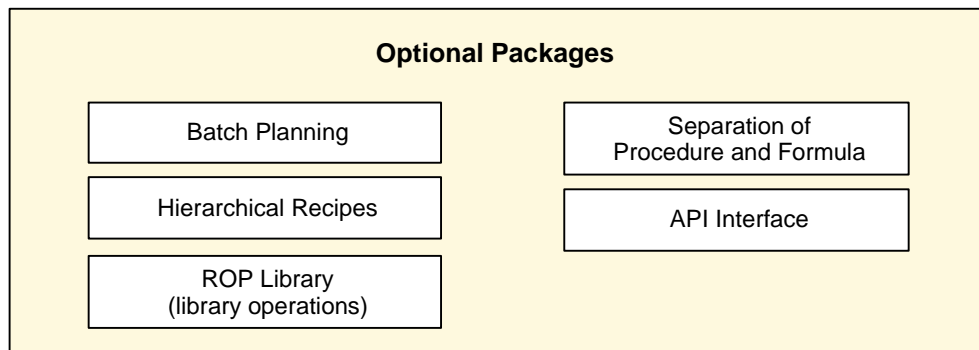 Optional Packages
Batch Planning
Hierarchical Recipes
ROP Library
(library operations)
Separation of
Procedure and Formula
API Interface